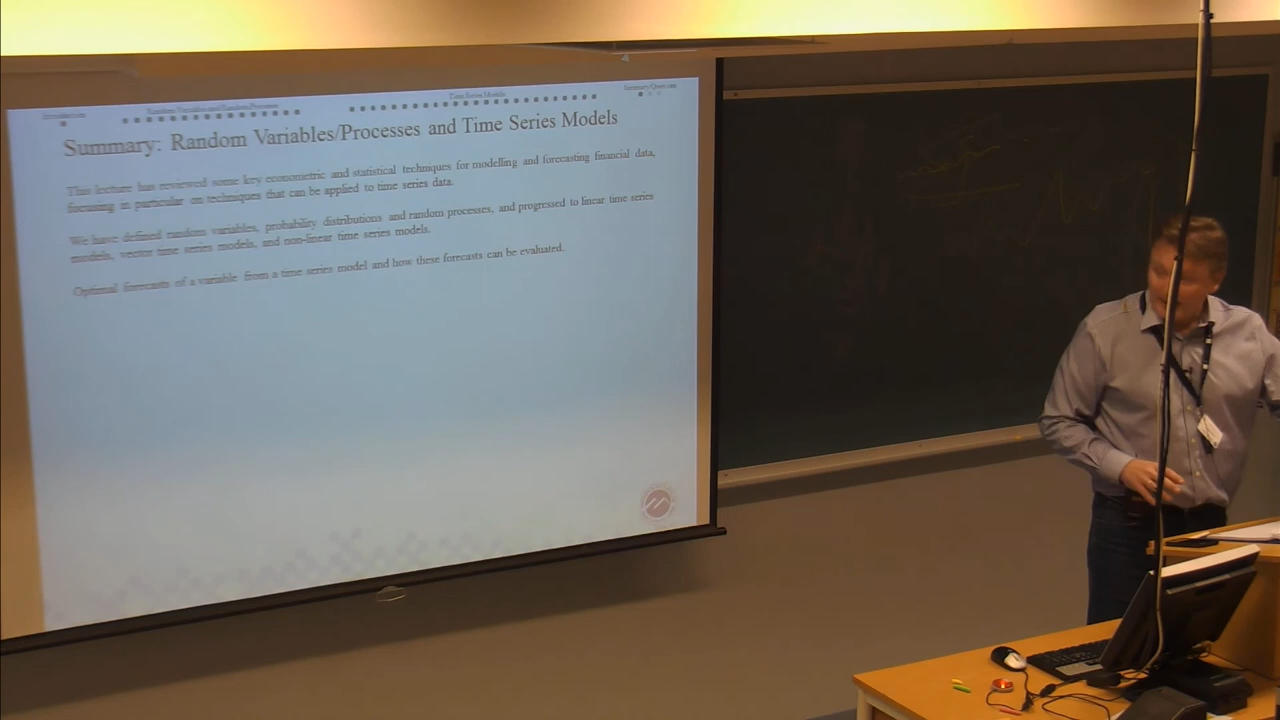 Introduction
Random Variables and Random Processes
Time Series Models
Summary/Overview
Summary: Random Variables/Processes and Time Series Models
This lecture has reviewed some key econometric and statistical techniques for modelling and forecasting financial data,
focusing in particular on techniques that can be applied to time series data.
We have defined random variables, probability distributions and random processes, and progressed to linear time series
models, vector time series models, and non-linear time series models.
Optimal forecasts of a variable from a time series model and how these forecasts can be evaluated.